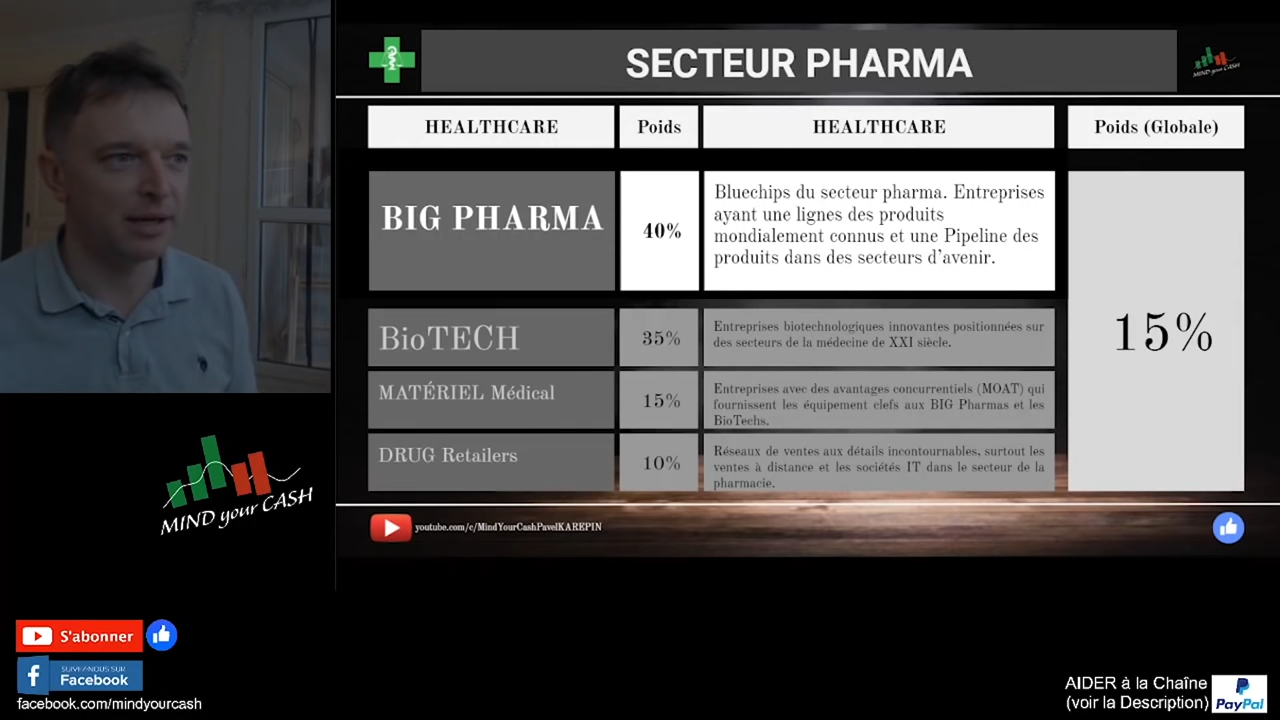 SECTEUR PHARMA
MIND your CASH
HEALTHCARE
Poids
HEALTHCARE
Poids (Globale)
BIG PHARMA
40%
Bluechips du secteur pharma. Entreprises
ayant une lignes des produits
mondialement connus et une Pipeline des
produits dans des secteurs d'avenir.
15%
BioTECH
35%
Entreprises biotechnologiques innovantes positionnées sur
des secteurs de la médecine de XXI siècle.
MATÉRIEL Médical
15%
Entreprises avec des avantages concurrentiels (MOAT) qui
fournissent les équipement clefs aux BIG Pharmas et les
BioTechs.
DRUG Retailers
10%
Réseaux de ventes aux détails incontournables, surtout les
ventes à distance et les sociétés IT dans le secteur de la
pharmacie.
youtube.com/c/MindYourCashPavelKAREPIN
MIND your CASH
S'abonner
SUIVEZ-NOUS SUR
Facebook
facebook.com/mindyourcash
AIDER à la Chaîne
(voir la Description)
PayPal